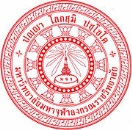 ปญฺญา โลกสฺมิ ปชฺโชโต
มหาวิทยาลัยมหาจุฬาลงกรณราชวิทยาลัย